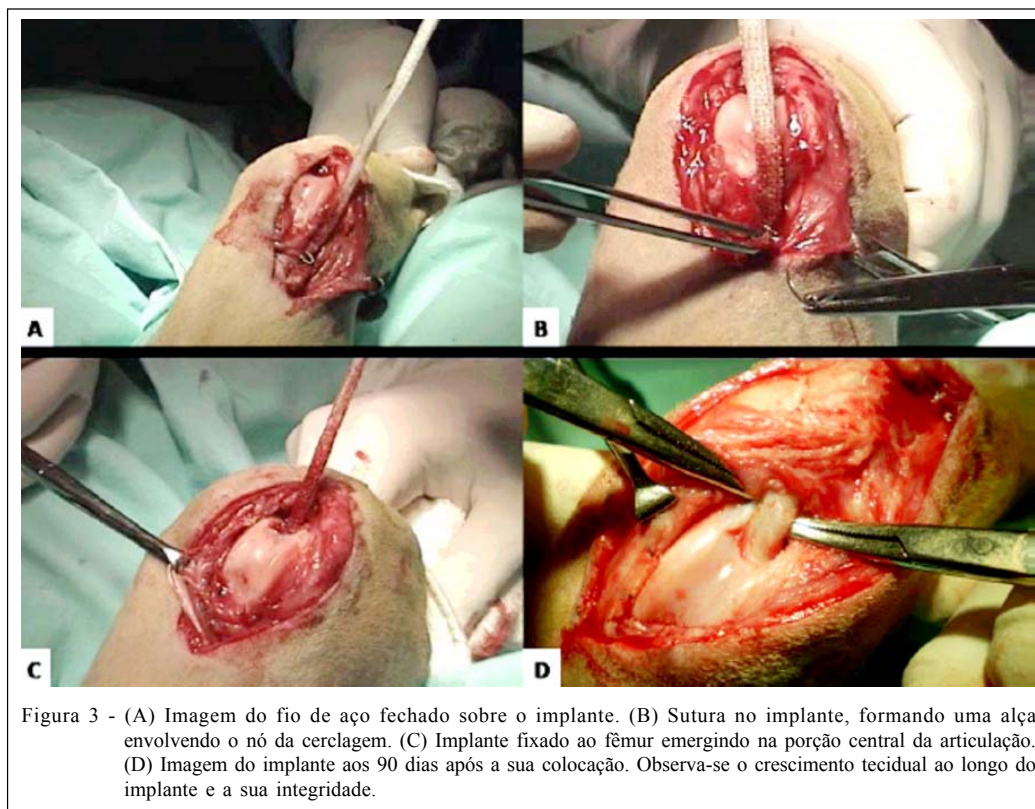 A
B
C
D
Figura 3 - (A) Imagem do fio de aço fechado sobre o implante. (B) Sutura no implante, formando uma alça
envolvendo o nó da cerclagem. (C) Implante fixado ao fêmur emergindo na porção central da articulação.
(D) Imagem do implante aos 90 dias após a sua colocação. Observa-se o crescimento tecidual ao longo do
implante e a sua integridade.